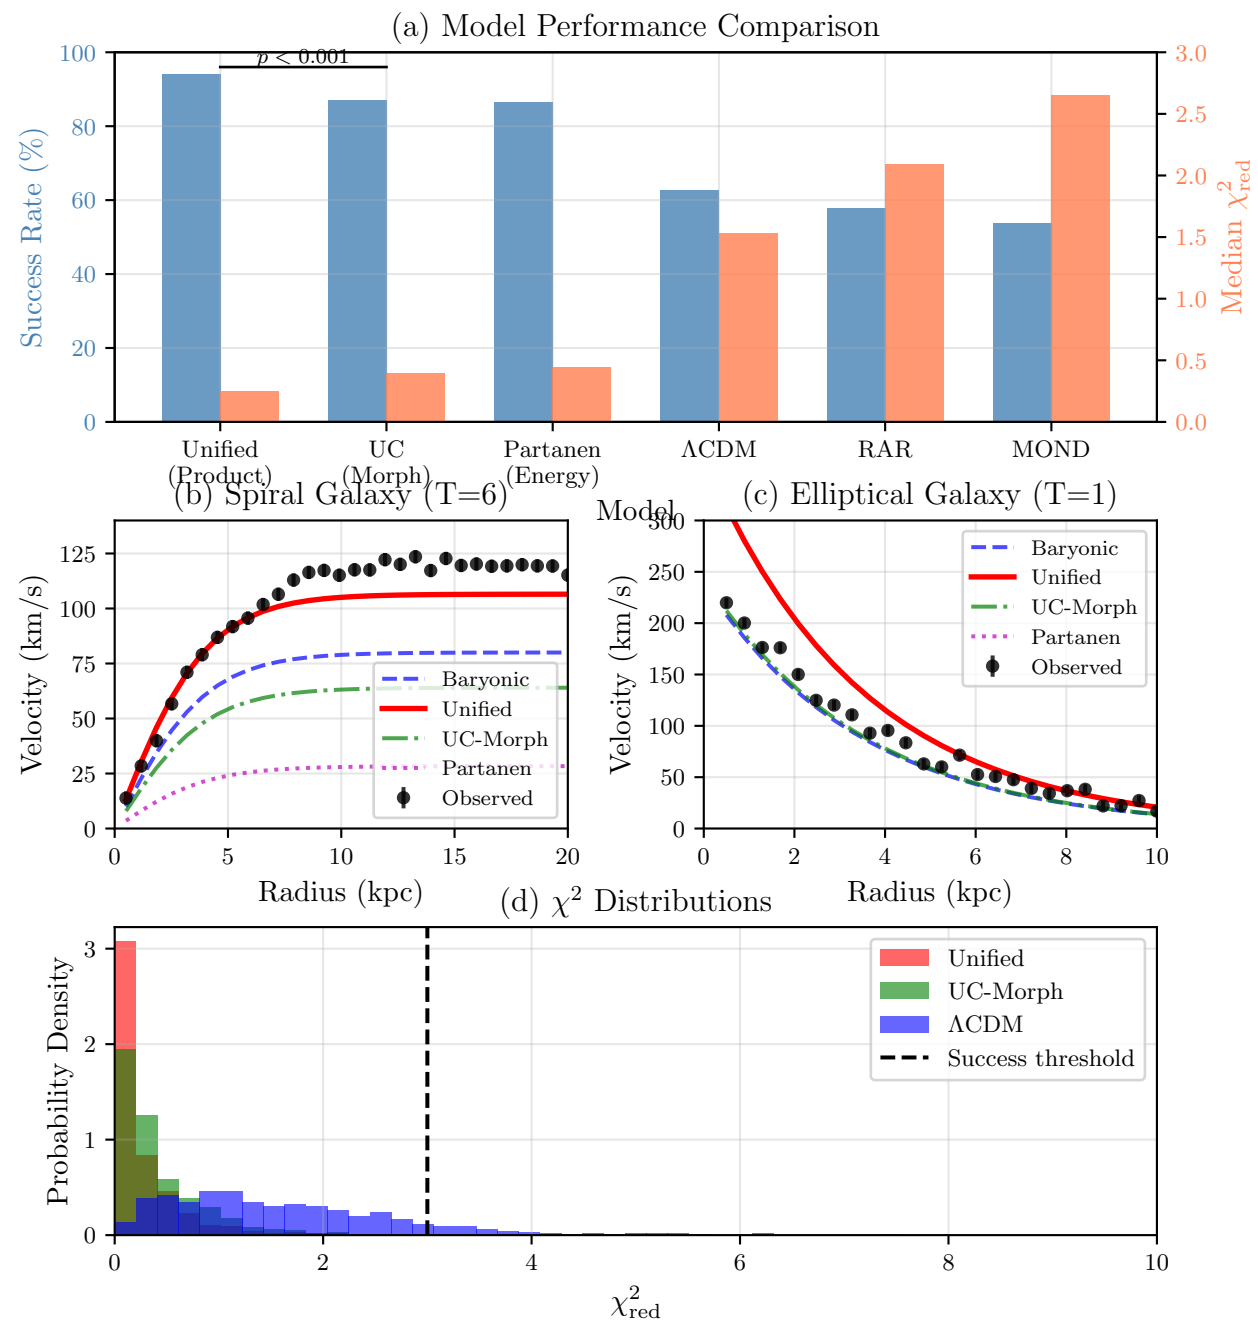 (a) Model Performance Comparison
p < 0.001
Success Rate (%)
100
80
60
40
20
0
3.0
2.5
2.0
1.5
1.0
0.5
0.0
Median χ²red
Unified
(Product)
UC
(Morph)
Partanen
(Energy)
ΛCDM
RAR
MOND
Model
(b) Spiral Galaxy (T=6)
Velocity (km/s)
125
100
75
50
25
0
Baryonic
Unified
UC-Morph
Partanen
Observed
0 5 10 15 20
Radius (kpc)
(c) Elliptical Galaxy (T=1)
Velocity (km/s)
300
250
200
150
100
50
0
Baryonic
Unified
UC-Morph
Partanen
Observed
0 2 4 6 8 10
Radius (kpc)
(d) χ² Distributions
Probability Density
3
2
1
0
Unified
UC-Morph
ΛCDM
Success threshold
0 2 4 6 8 10
χ²red